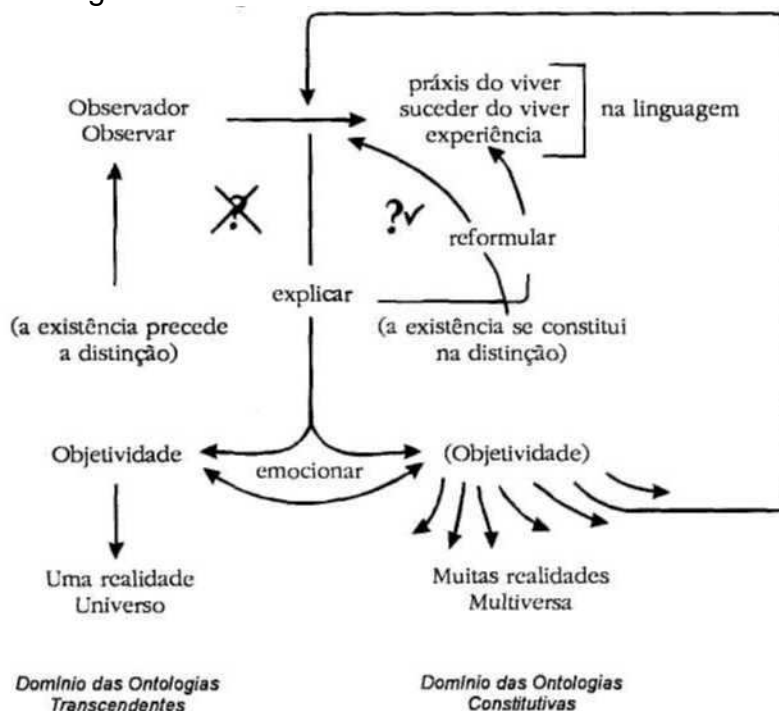 Observador
Observar
práxis do viver
suceder do viver
experiência
na linguagem
?
?
reformular
explicar
(a existência precede
a distinção)
(a existência se constitui
na distinção)
Objetividade
emocionar
(Objetividade)
Uma realidade
Universo
Muitas realidades
Multiversa
Domínio das Ontologias
Transcendentes
Domínio das Ontologias
Constitutivas